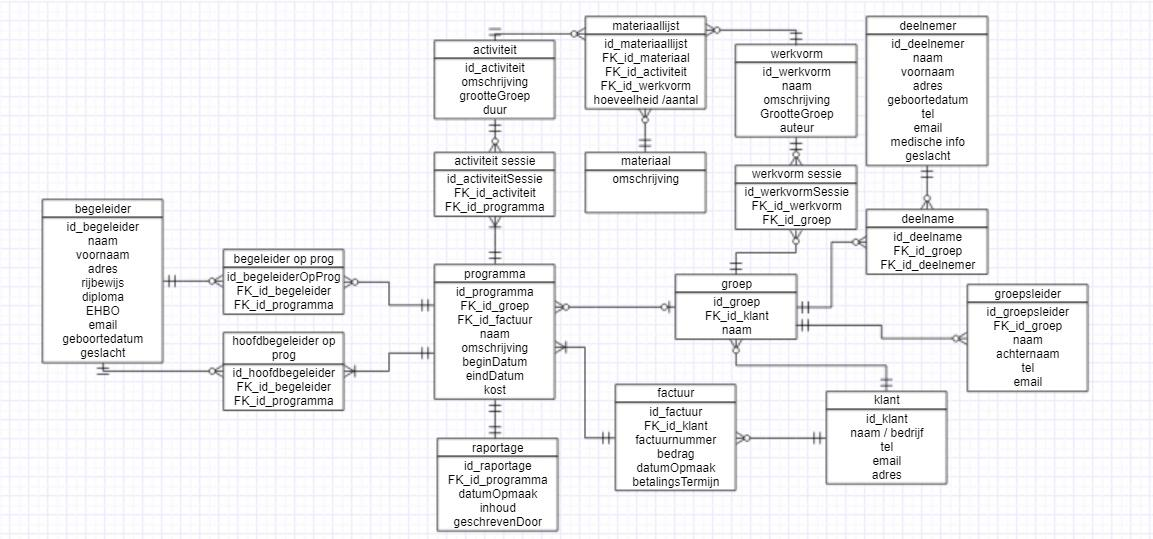 activiteit
id_activiteit
omschrijving
grootteGroep
duur
materiaallijst
id_materiaallijst
FK_id_materiaal
FK_id_activiteit
FK_id_werkvorm
hoeveelheid /aantal
werkvorm
id_werkvorm
naam
omschrijving
GrootteGroep
auteur
deelnemer
id_deelnemer
naam
voornaam
adres
geboortedatum
tel
email
medische info
geslacht
activiteit sessie
id_activiteitSessie
FK_id_activiteit
FK_id_programma
materiaal
omschrijving
werkvorm sessie
id_werkvormSessie
FK_id_werkvorm
FK_id_groep
deelname
id_deelname
FK_id_groep
FK_id_deelnemer
begeleider
id_begeleider
naam
voornaam
adres
rijbewijs
diploma
EHBO
email
geboortedatum
geslacht
begeleider op prog
id_begeleiderOpProg
FK_id_begeleider
FK_id_programma
hoofdbegeleider op
prog
id_hoofdbegeleider
FK_id_begeleider
FK_id_programma
programma
id_programma
FK_id_groep
FK_id_factuur
naam
omschrijving
beginDatum
eindDatum
kost
groep
id_groep
FK_id_klant
naam
groepsleider
id_groepsleider
FK_id_groep
naam
achternaam
tel
email
factuur
id_factuur
FK_id_klant
factuurnummer
bedrag
datumOpmaak
betalingsTermijn
klant
id_klant
naam / bedrijf
tel
email
adres
raportage
id_raportage
FK_id_programma
datumOpmaak
inhoud
geschrevenDoor